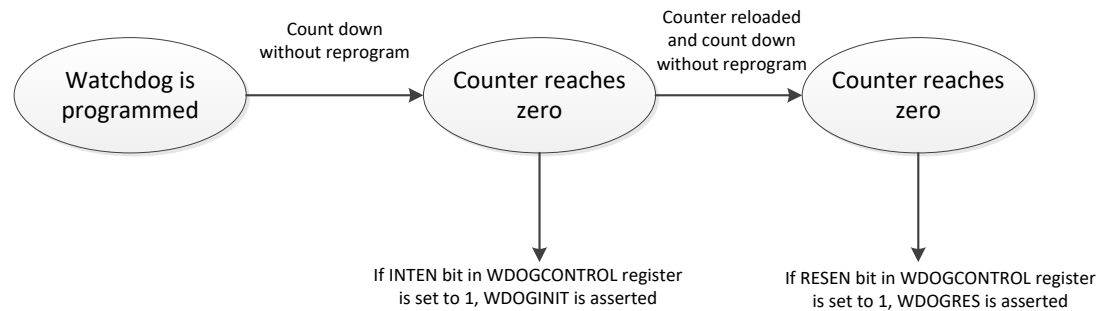 Count down
without reprogram
Counter reloaded
and count down
without reprogram
Watchdog is
programmed
Counter reaches
zero
Counter reaches
zero
If INTEN bit in WDOGCONTROL register
is set to 1, WDOGINIT is asserted
If RESEN bit in WDOGCONTROL register
is set to 1, WDOGRES is asserted